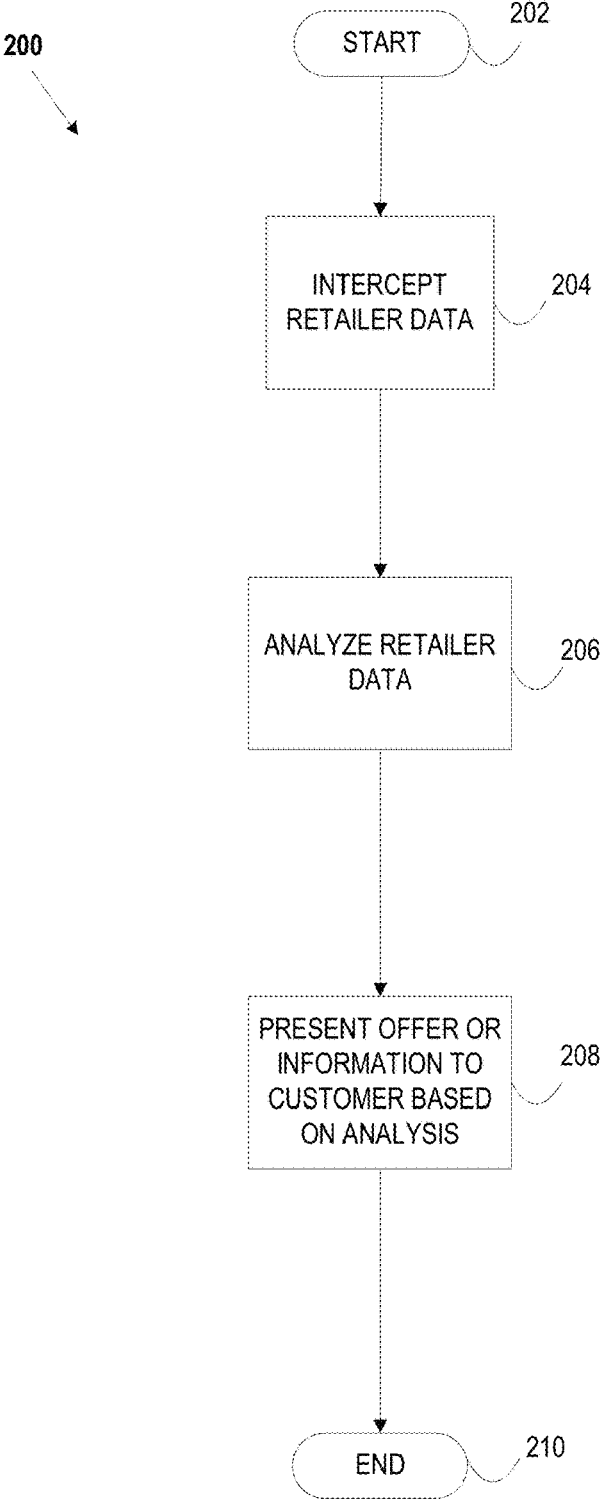 200
START
202
INTERCEPT
RETAILER DATA
204
ANALYZE RETAILER
DATA
206
PRESENT OFFER OR
INFORMATION TO
CUSTOMER BASED
ON ANALYSIS
208
END
210